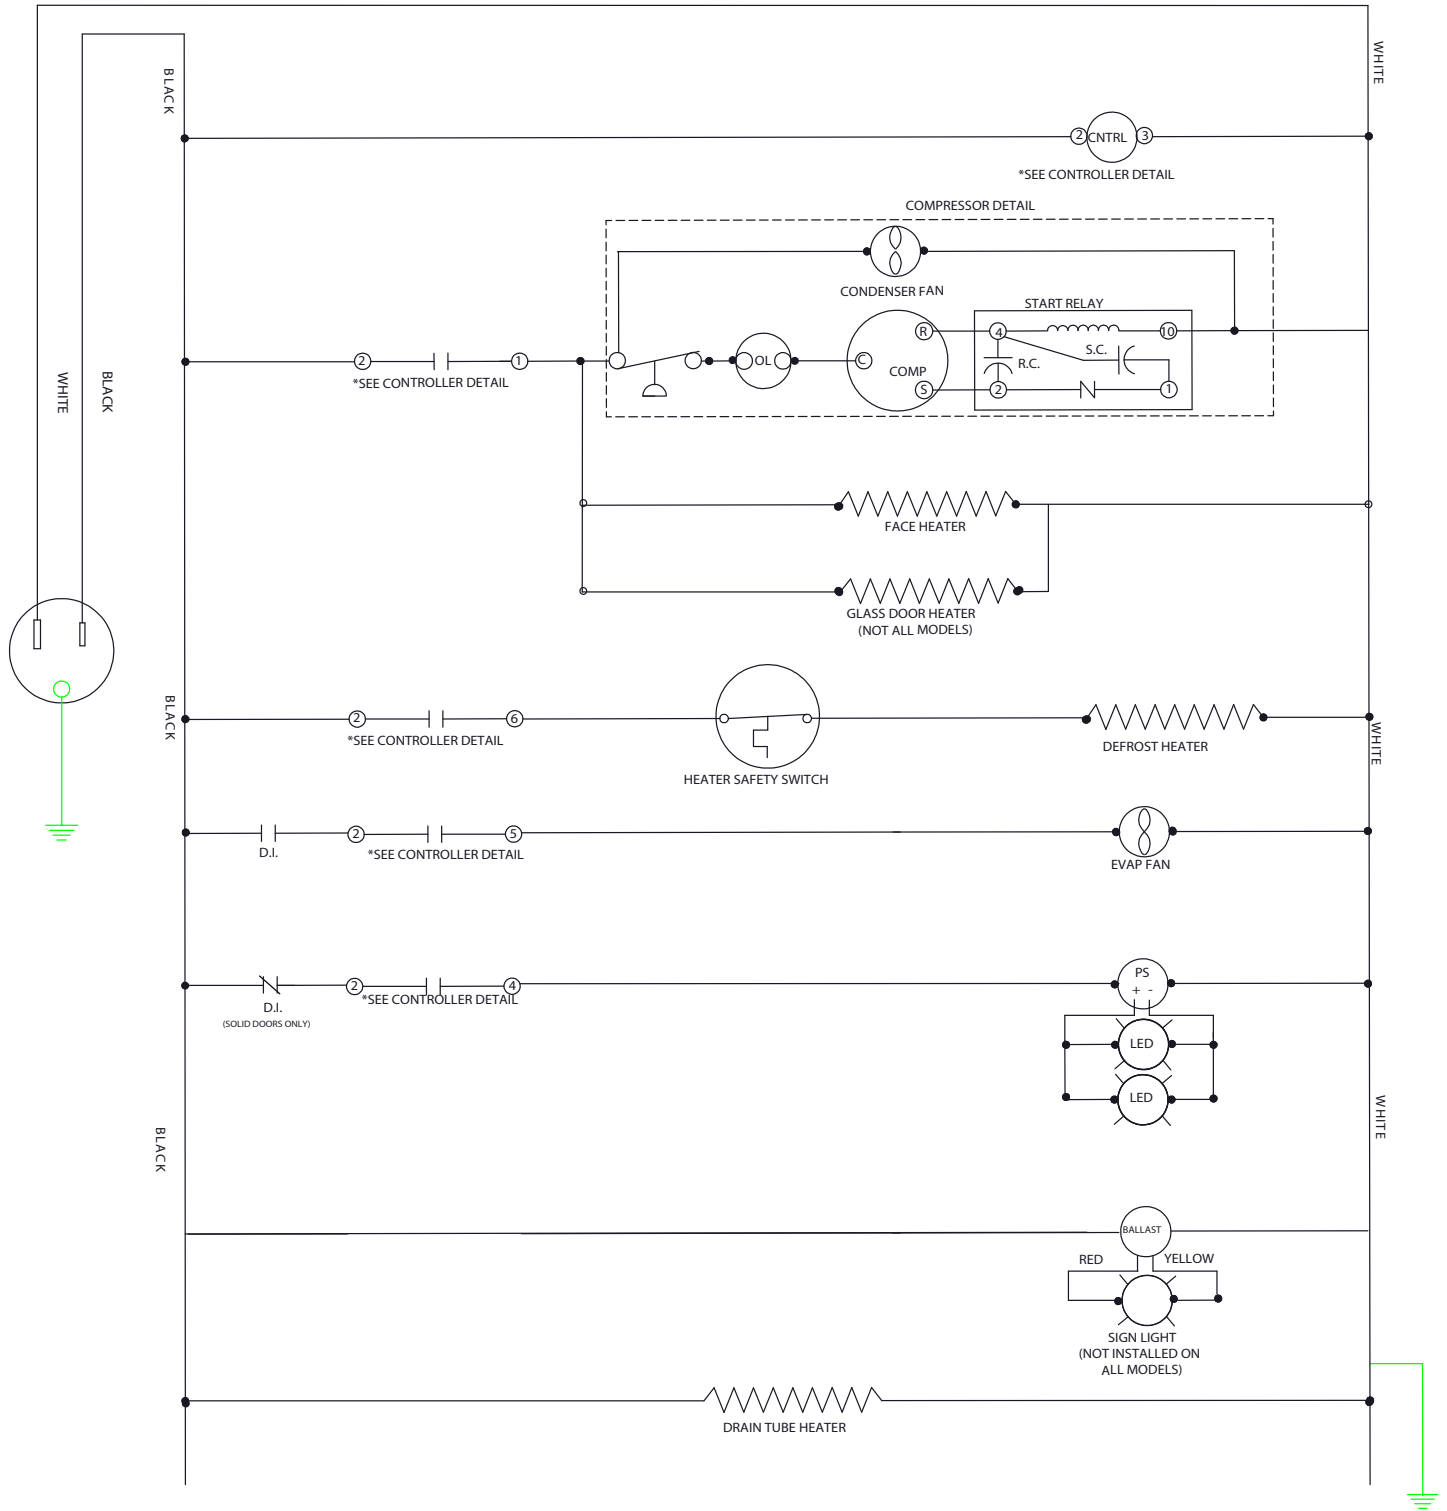 WHITE
BLACK
2
CNTRL
3
*SEE CONTROLLER DETAIL
COMPRESSOR DETAIL
CONDENSER FAN
START RELAY
R
4
10
S.C.
2
1
OL
C
R.C.
COMP
*SEE CONTROLLER DETAIL
S
2
1
WHITE
BLACK
FACE HEATER
GLASS DOOR HEATER
(NOT ALL MODELS)
BLACK
2
6
WHITE
*SEE CONTROLLER DETAIL
DEFROST HEATER
HEATER SAFETY SWITCH
2
5
D.I.
*SEE CONTROLLER DETAIL
EVAP FAN
PS
+ -
2
4
*SEE CONTROLLER DETAIL
D.I.
(SOLID DOORS ONLY)
LED
LED
WHITE
BLACK
BALLAST
RED
YELLOW
SIGN LIGHT
(NOT INSTALLED ON
ALL MODELS)
DRAIN TUBE HEATER